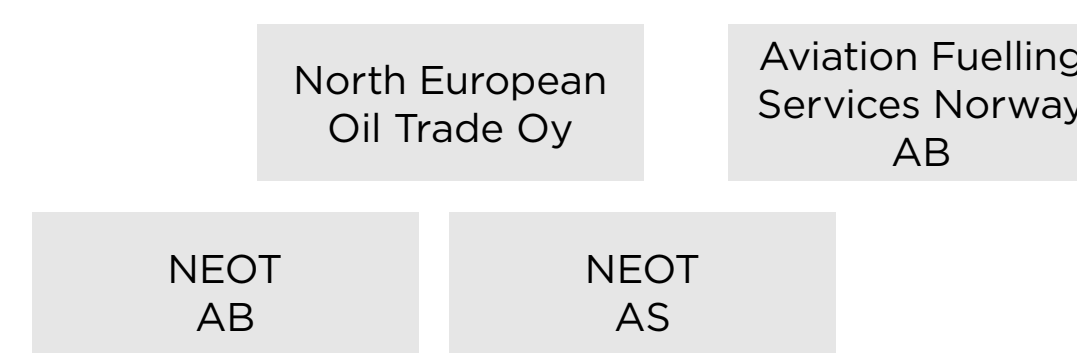 North European
Oil Trade Oy
Aviation Fuelling
Services Norway
AB
NEOT
AB
NEOT
AS